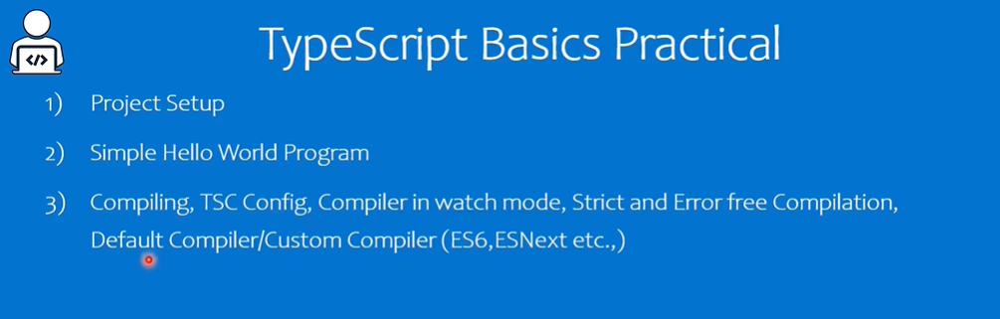 </>
TypeScript Basics Practical
1) Project Setup
2) Simple Hello World Program
3) Compiling, TSC Config, Compiler in watch mode, Strict and Error free Compilation,
Default Compiler/Custom Compiler (ES6,ESNext etc.,)